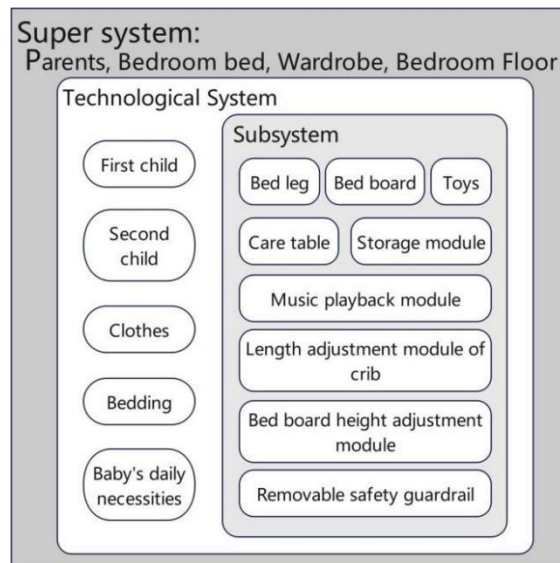 Super system:
Parents, Bedroom bed, Wardrobe, Bedroom Floor
Technological System
First child
Second
child
Clothes
Bedding
Baby's daily
necessities
Subsystem
Bed leg
Bed board
Toys
Care table
Storage module
Music playback module
Length adjustment module of
crib
Bed board height adjustment
module
Removable safety guardrail